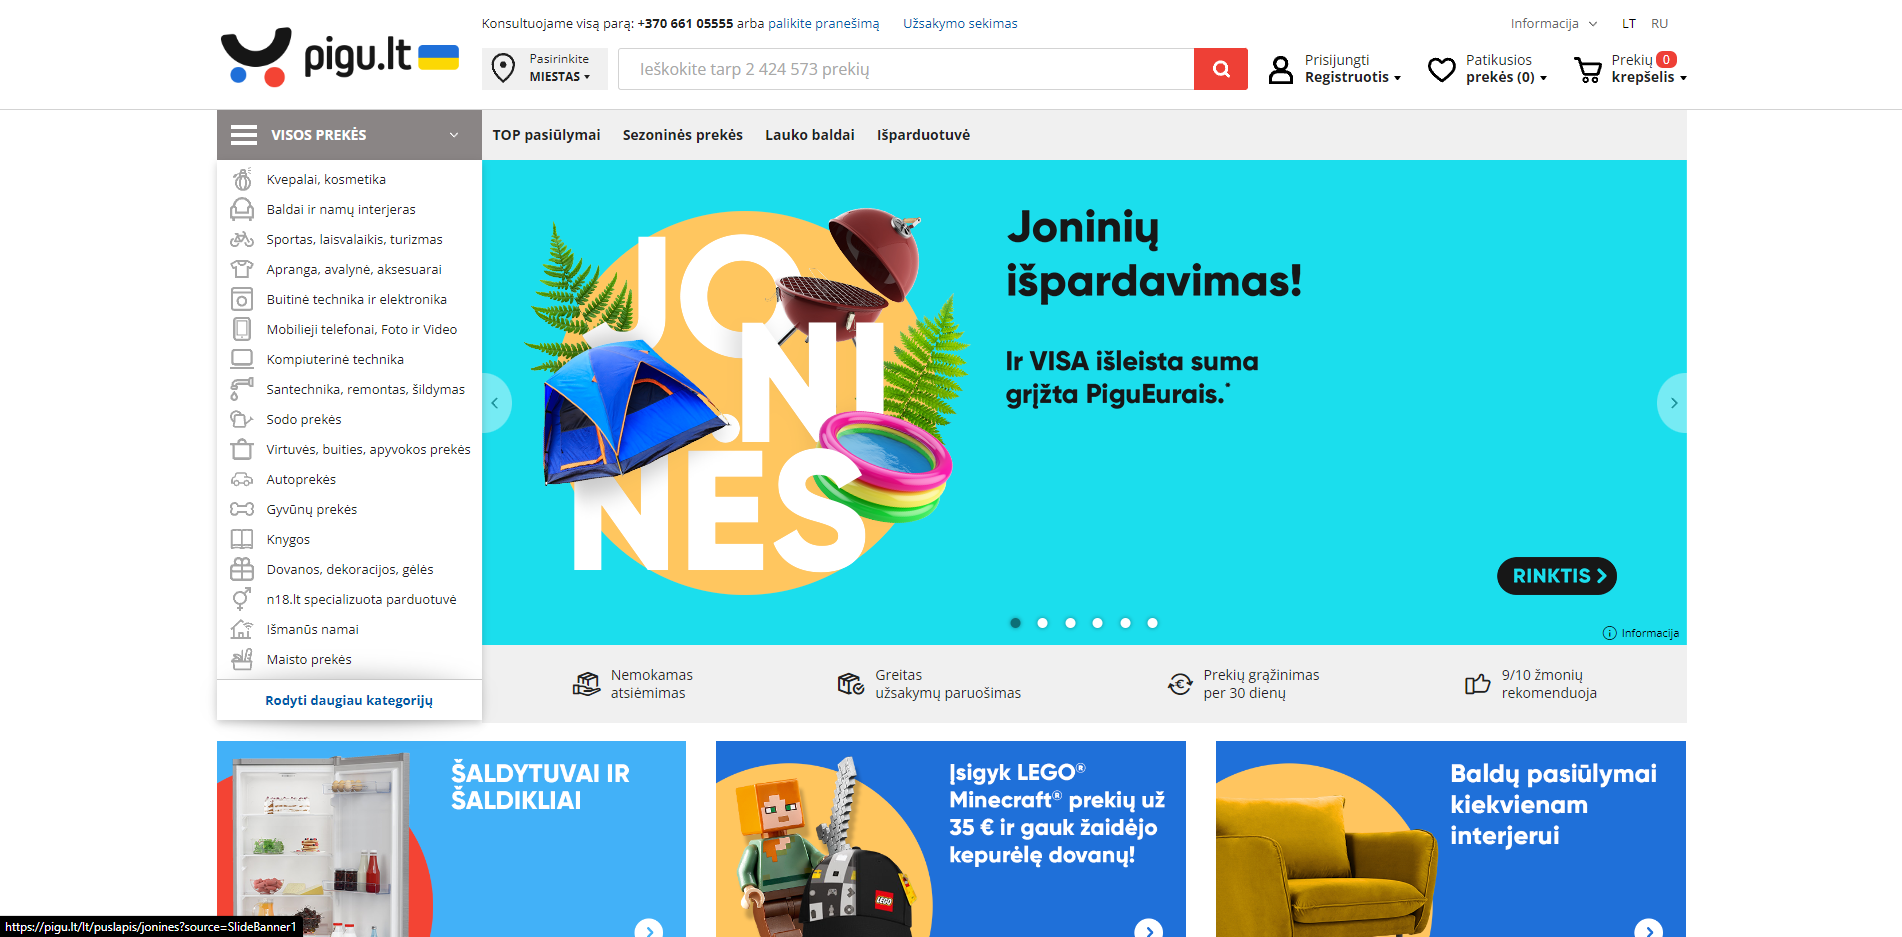 Konsultuojame visą parą: +370 661 05555 arba palikite pranešimą
Užsakymo sekimas
Informacija
LT
RU
pigu.lt
Pasirinkite
MIESTAS
Ieškokite tarp 2 424 573 prekių
Prisijungti
Registruotis
Patikusios
prekės (0)
Prekių 0
krepšelis
VISOS PREKĖS
TOP pasiūlymai
Sezoninės prekės
Lauko baldai
Išparduotuvė
Kvepalai, kosmetika
Baldai ir namų interjeras
Sportas, laisvalaikis, turizmas
Apranga, avalynė, aksesuarai
Buitinė technika ir elektronika
Mobilieji telefonai, Foto ir Video
Kompiuterinė technika
Santechnika, remontas, šildymas
Sodo prekės
Virtuvės, buities, apyvokos prekės
Autoprekės
Gyvūnų prekės
Knygos
Dovanos, dekoracijos, gėlės
n18.lt specializuota parduotuvė
Išmanūs namai
Maisto prekės
Rodyti daugiau kategorijų
JO
.NI
NĖS
Joninių
išpardavimas!
Ir VISA išleista suma
grįžta PiguEurais.*
RINKTIS
Informacija
Nemokamas
atsiėmimas
Greitas
užsakymų paruošimas
Prekių grąžinimas
per 30 dienų
9/10 žmonių
rekomenduoja
ŠALDYTUVAI IR
ŠALDIKLIAI
Įsigyk LEGO®
Minecraft® prekių už
35 € ir gauk žaidėjo
kepurėlę dovanų!
LEGO
Baldų pasiūlymai
kiekvienam
interjerui
https://pigu.lt/lt/puslapis/jonines?source=SlideBanner1